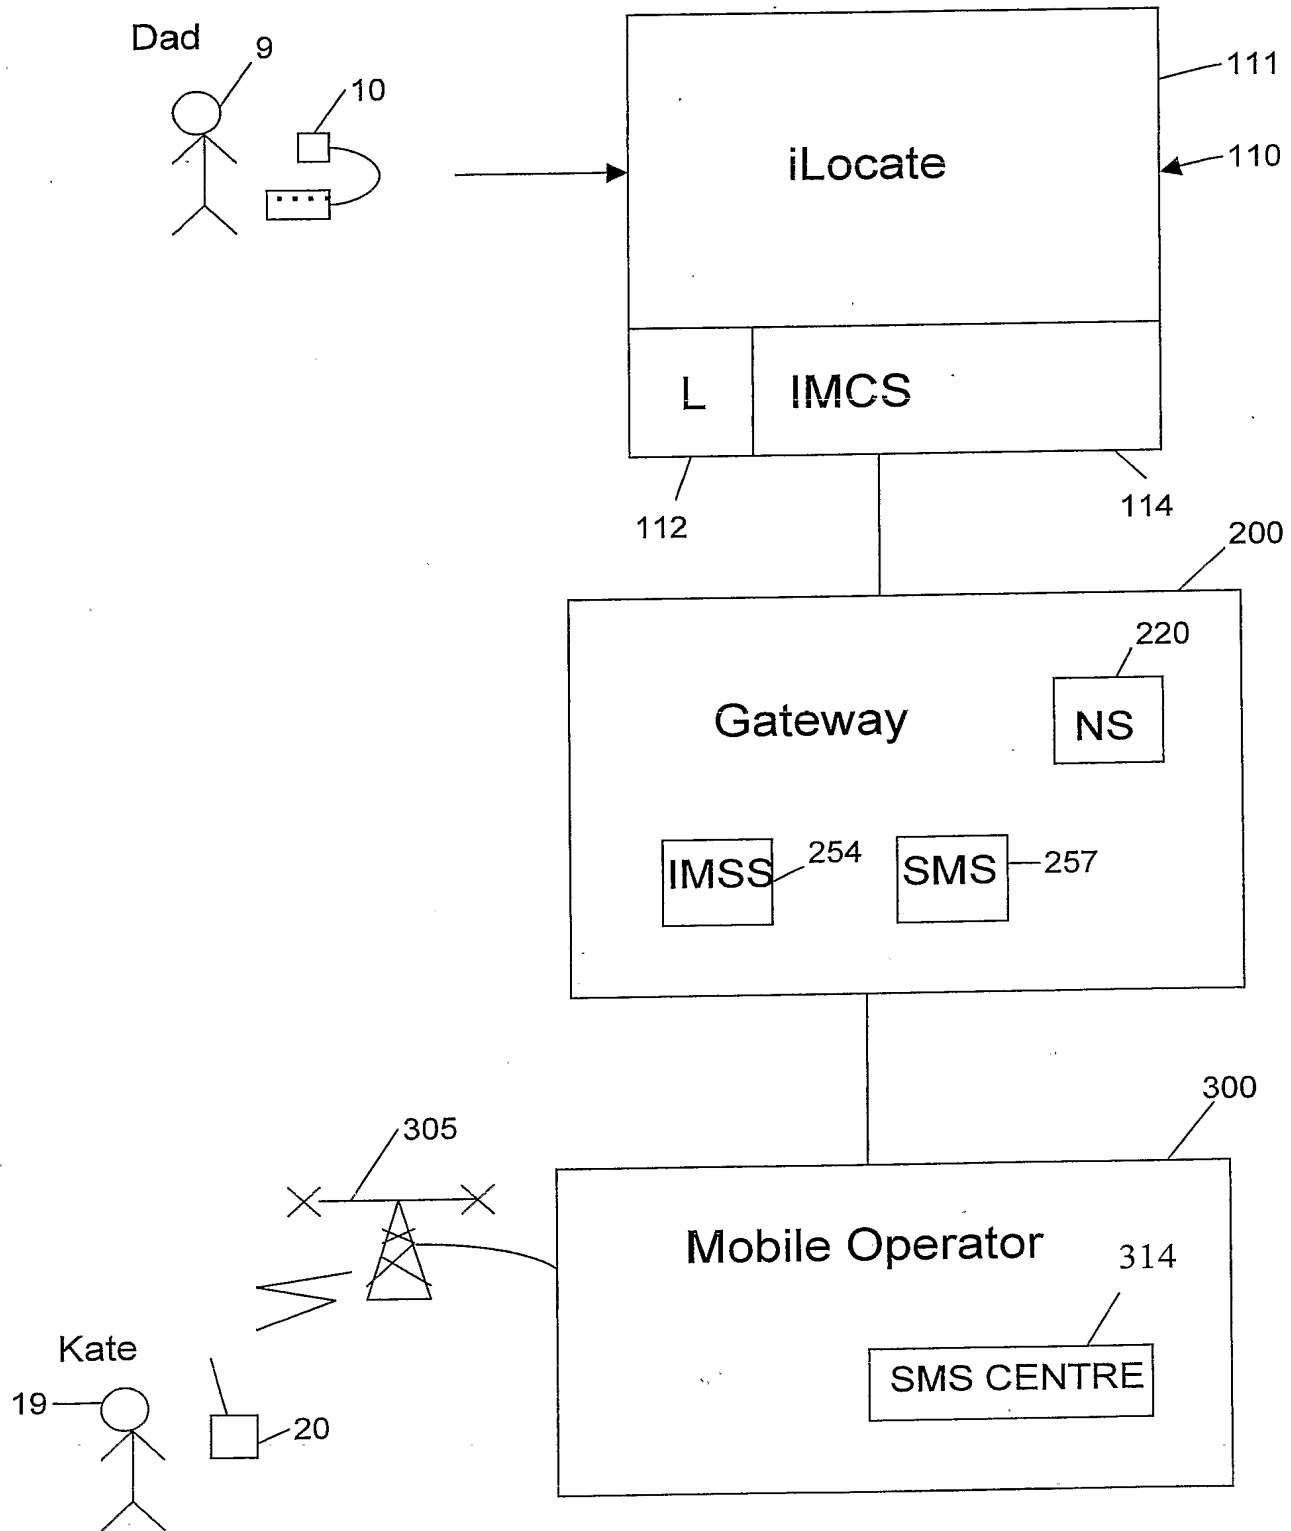 Dad
9
10
111
110
iLocate
L
IMCS
112
114
200
220
Gateway
NS
IMSS
254
SMS
257
300
305
Mobile Operator
314
Kate
SMS CENTRE
19
20